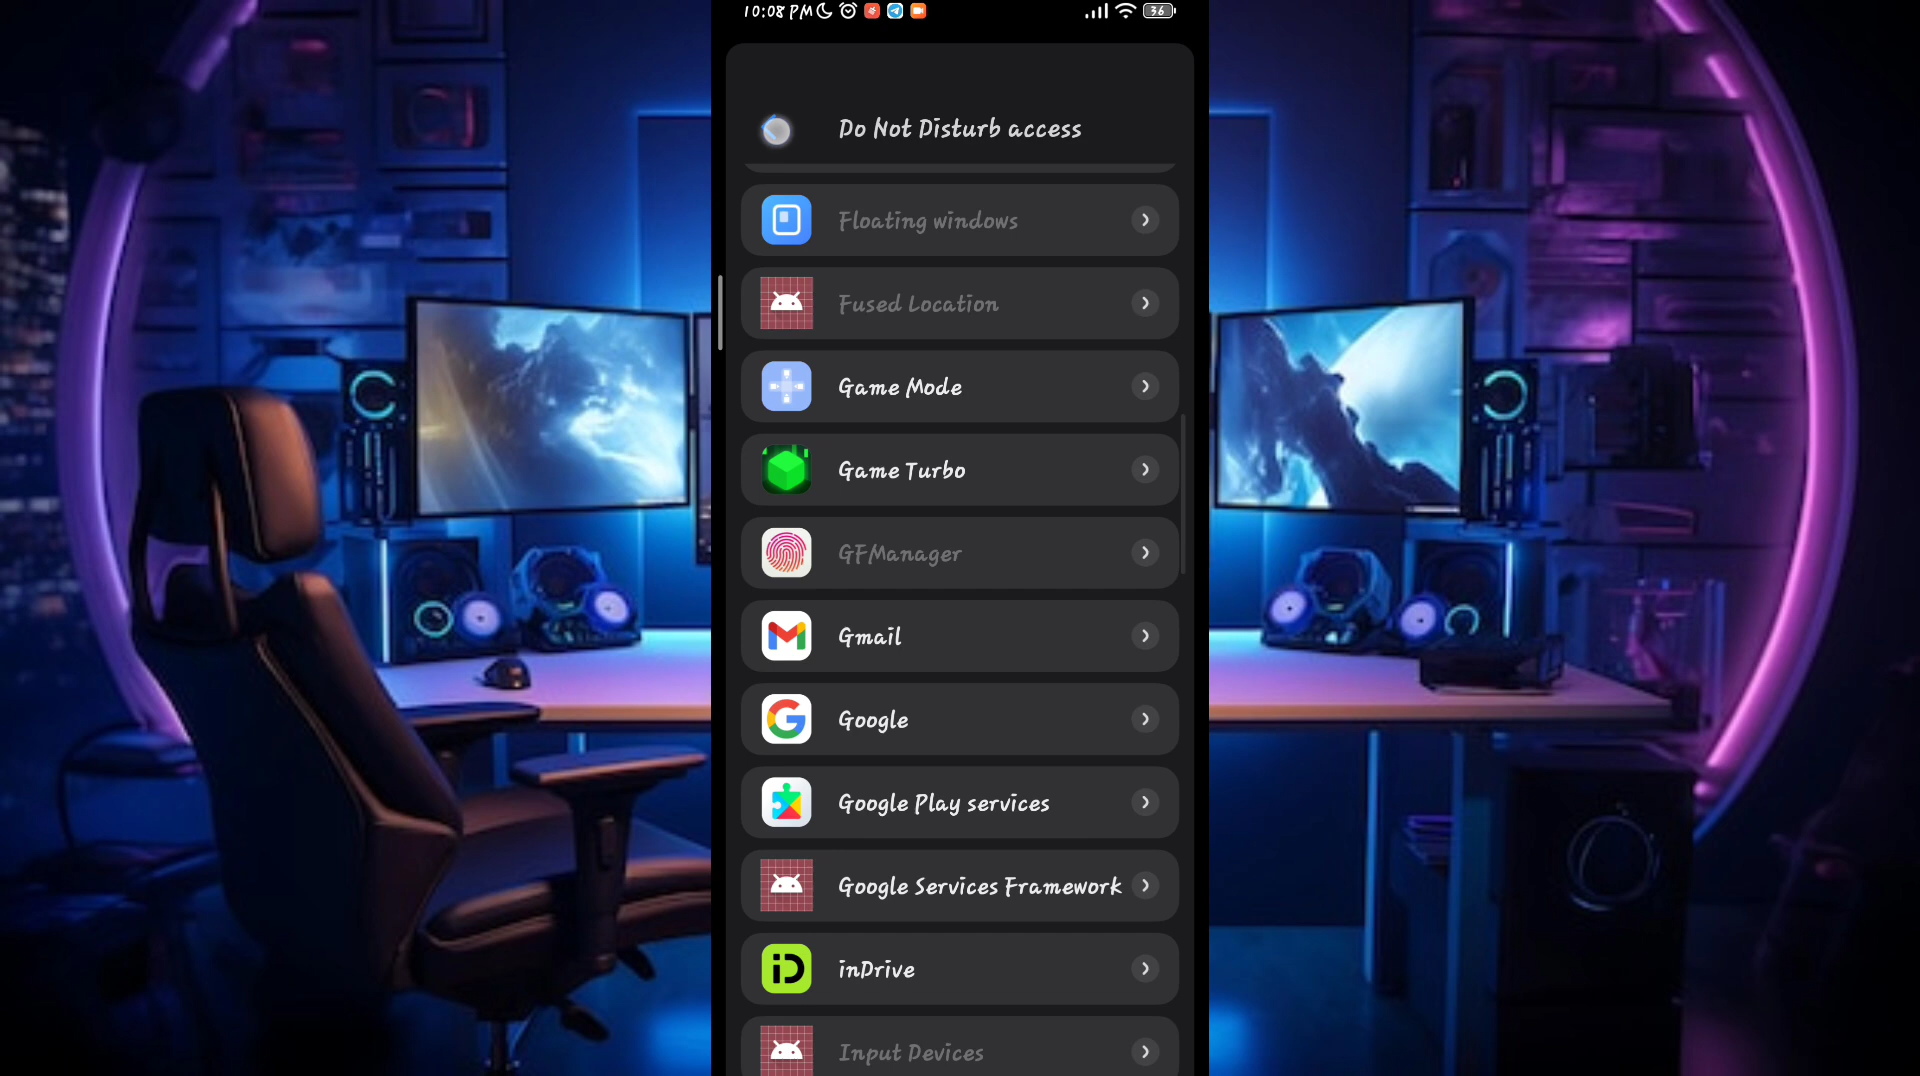 10:08 PM
36
Do Not Disturb access
Floating windows
Fused Location
Game Mode
Game Turbo
GFManager
Gmail
Google
Google Play services
Google Services Framework
inDrive
Input Devices